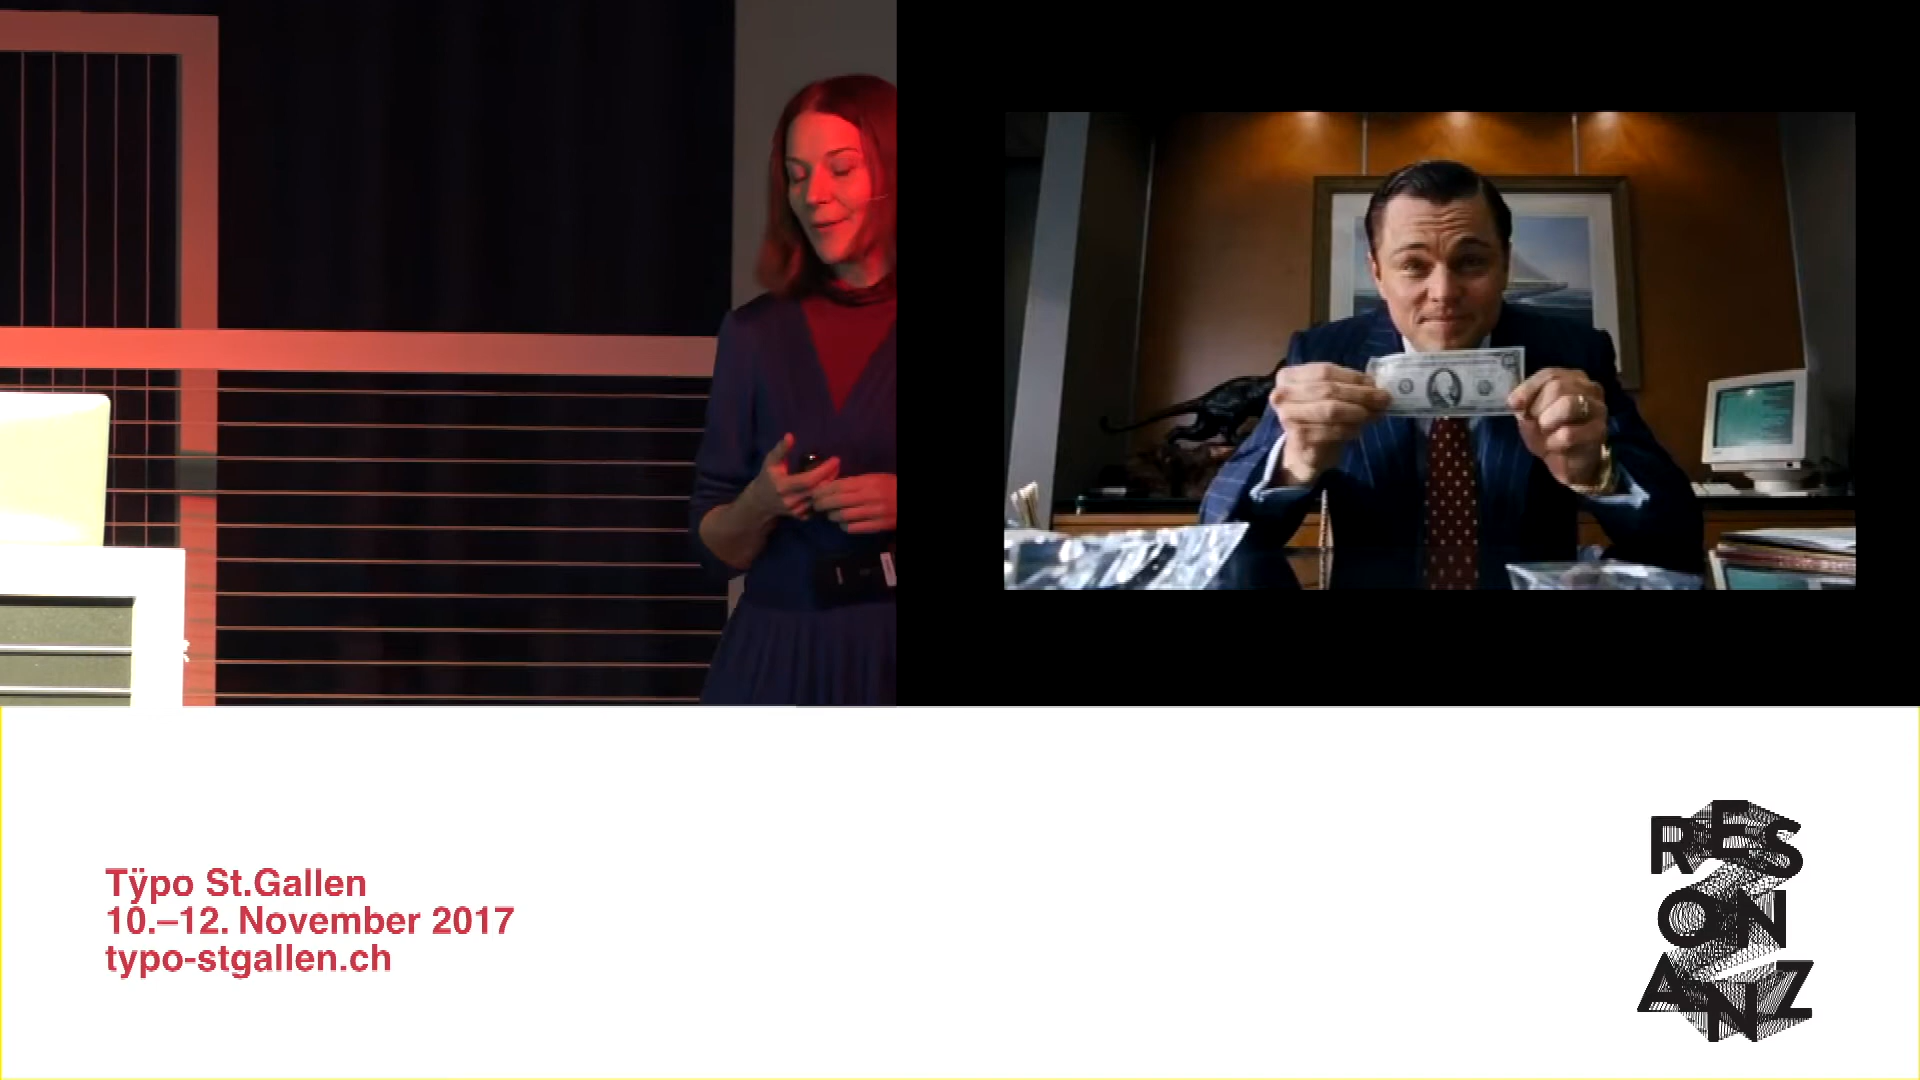 Tÿpo St.Gallen
10.–12. November 2017
typo-stgallen.ch
RES
ON
ANZ